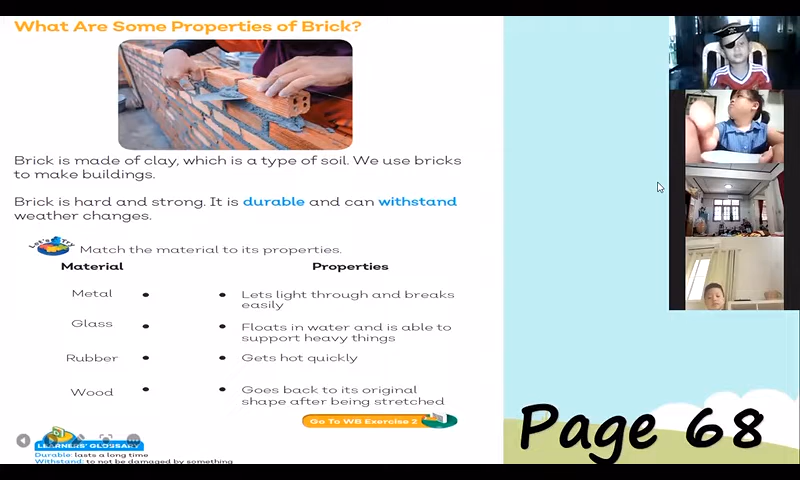 What Are Some Properties of Brick?
Brick is made of clay, which is a type of soil. We use bricks
to make buildings.
Brick is hard and strong. It is durable and can withstand
weather changes.
Let's Try
Match the material to its properties.
Material Properties
Metal
Lets light through and breaks
easily
Glass
Floats in water and is able to
support heavy things
Rubber
Gets hot quickly
Wood
Goes back to its original
shape after being stretched
Go To WB Exercise 2
LEARNERS' GLOSSARY
Durable: lasts a long time
Withstand: to not be damaged by something
Page 68